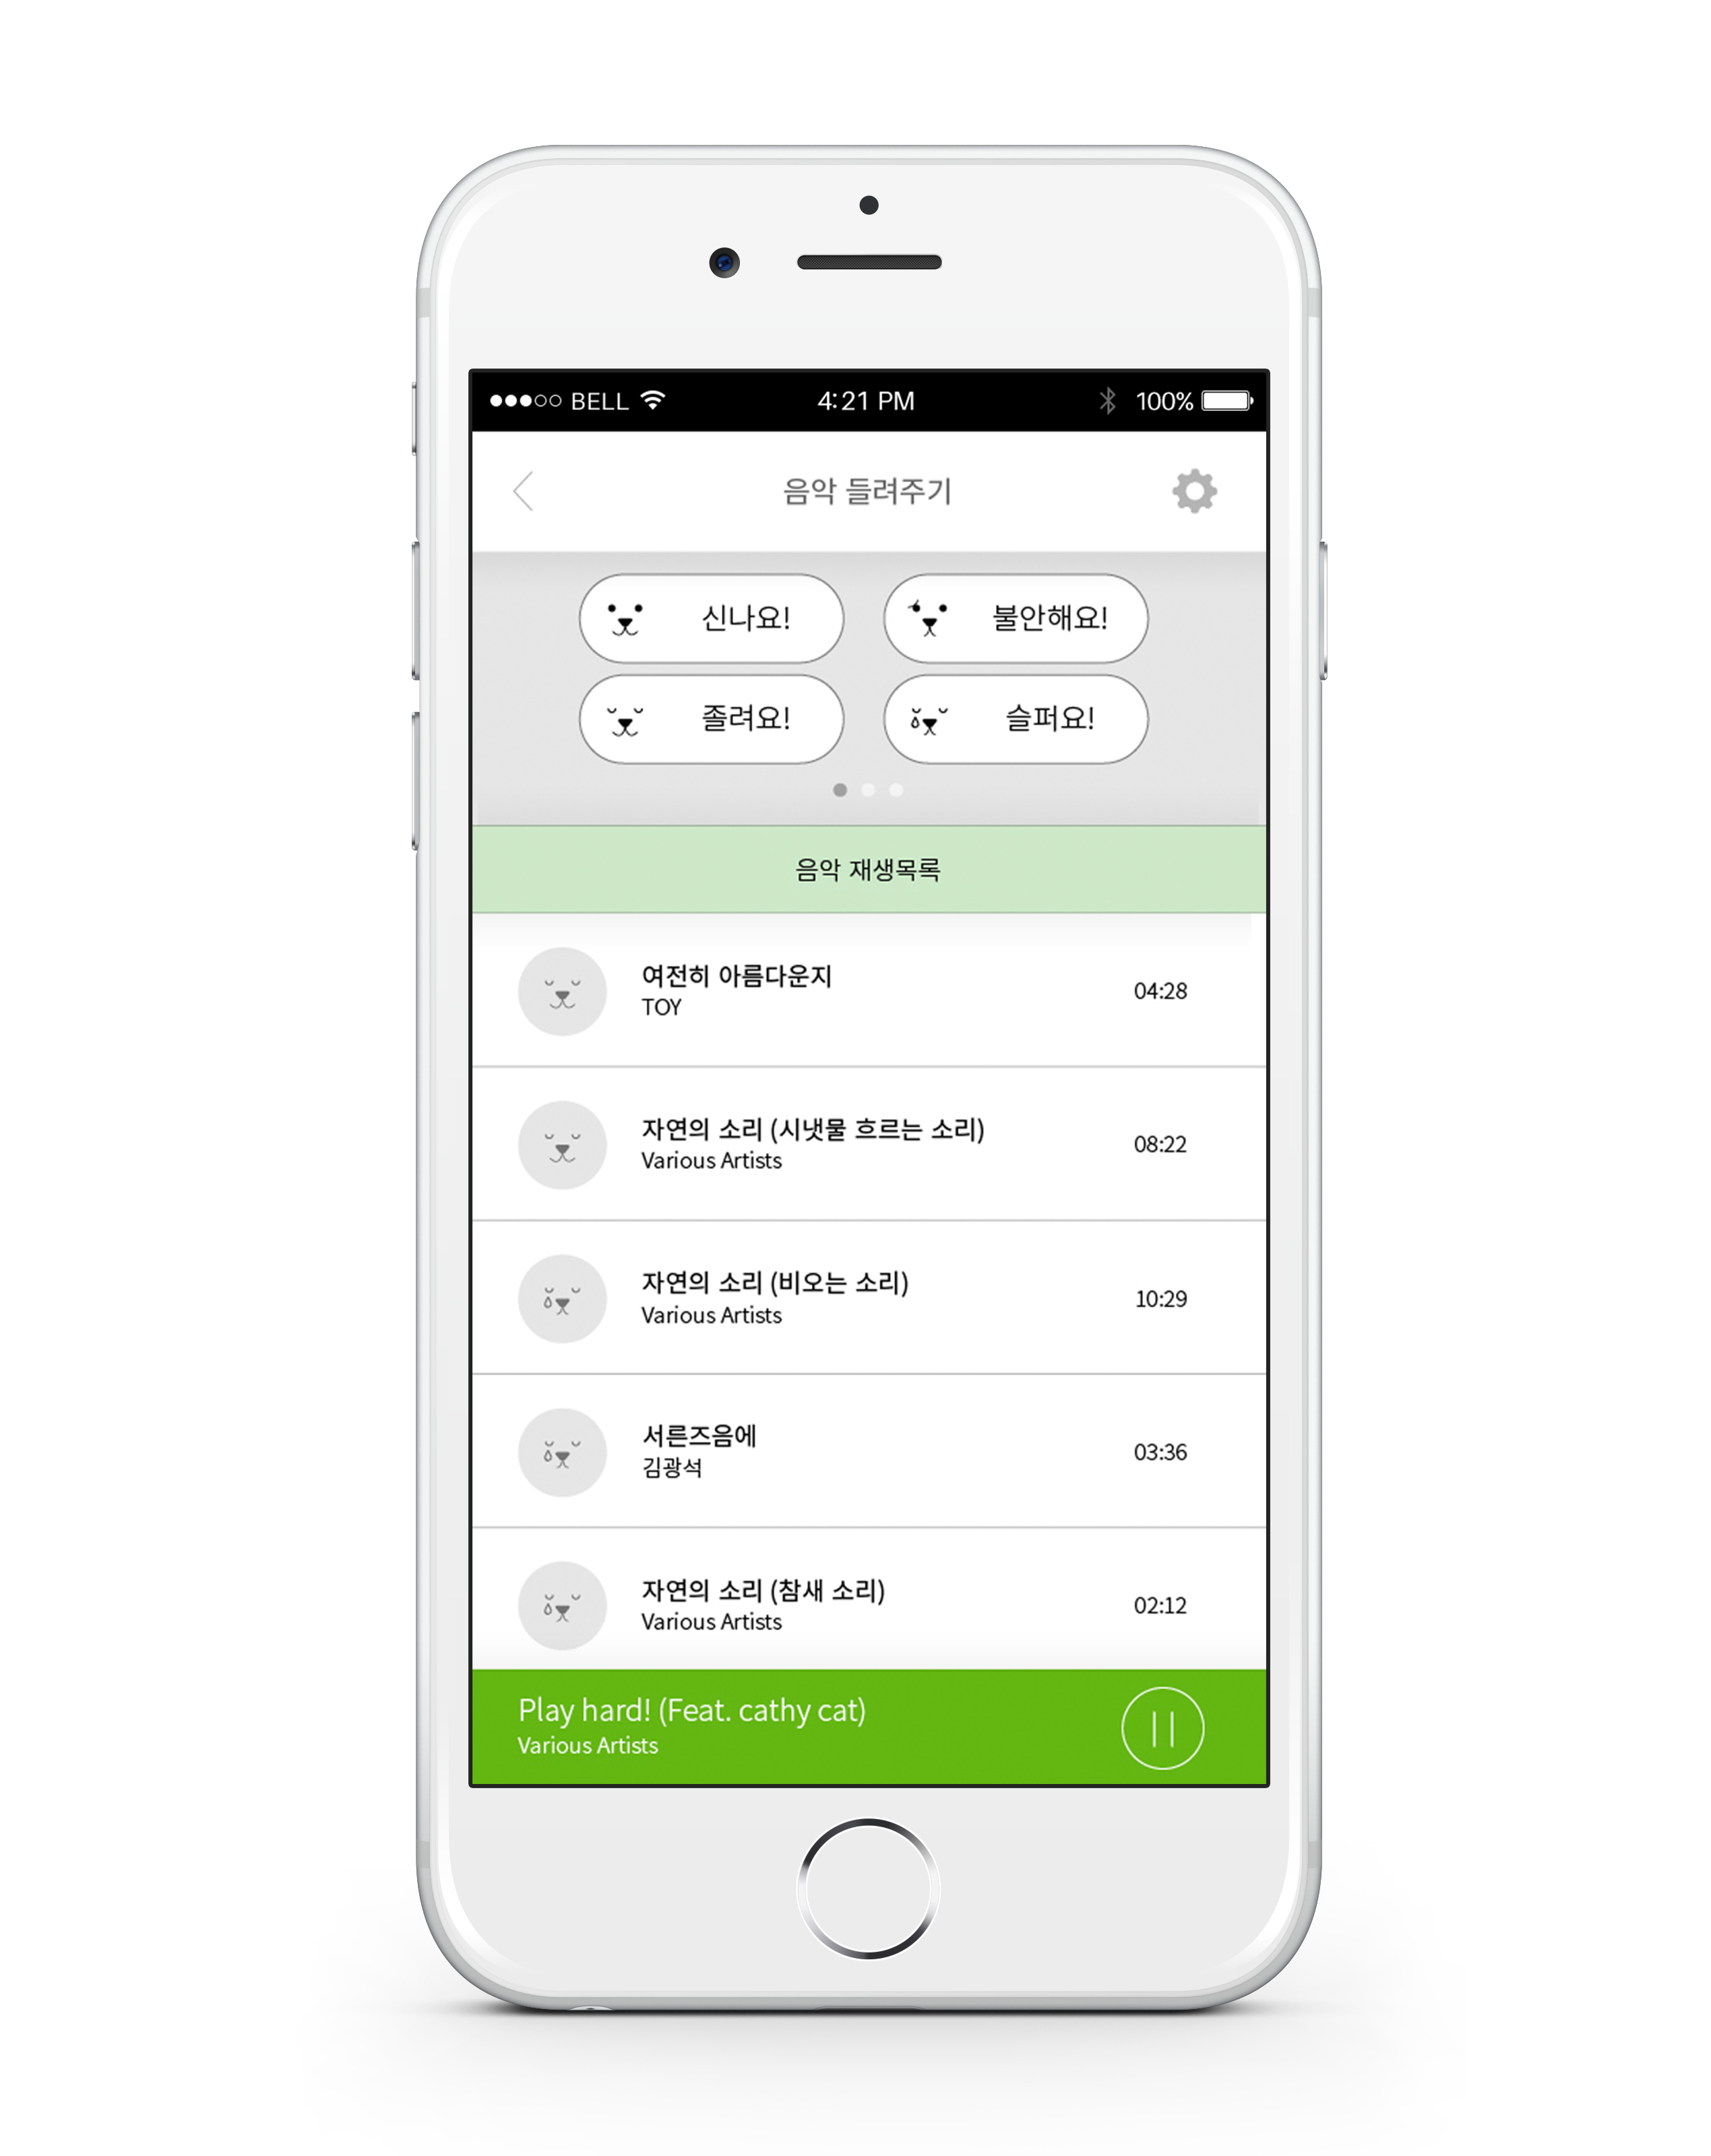 BELL 4:21 PM 100%
음악 들려주기
신나요! 불안해요!
졸려요! 슬퍼요!
음악 재생목록
여전히 아름다운지
TOY
04:28
자연의 소리 (시냇물 흐르는 소리)
Various Artists
08:22
자연의 소리 (비오는 소리)
Various Artists
10:29
서른즈음에
김광석
03:36
자연의 소리 (참새 소리)
Various Artists
02:12
Play hard! (Feat. cathy cat)
Various Artists